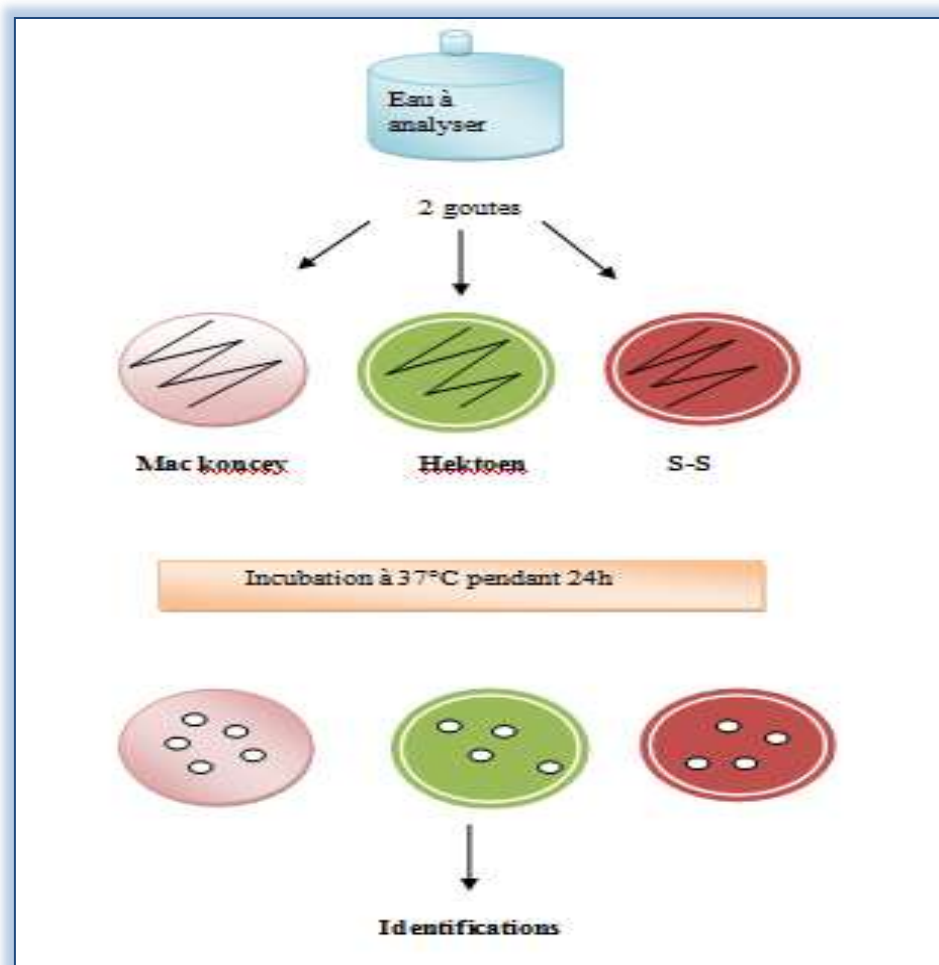 Eau à
analyser
2 goutes
Mac koncey
Hektoen
S-S
Incubation à 37°C pendant 24h
Identifications